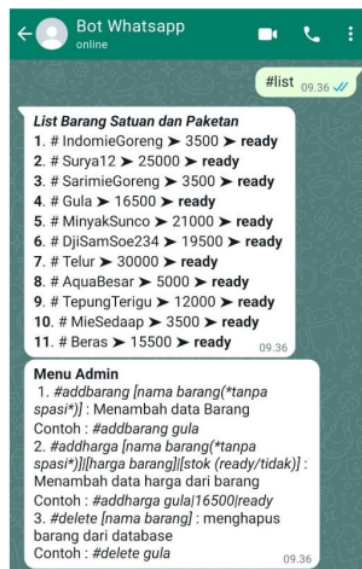 Bot Whatsapp
online
#list 09.36
List Barang Satuan dan Paketan
1. # IndomieGoreng ➤ 3500 ➤ ready
2. # Surya12 ➤ 25000 ➤ ready
3. # SarimieGoreng ➤ 3500 ➤ ready
4. # Gula ➤ 16500 ➤ ready
5. # MinyakSunco ➤ 21000 ➤ ready
6. # DjiSamSoe234 ➤ 19500 ➤ ready
7. # Telur ➤ 30000 ➤ ready
8. # AquaBesar ➤ 5000 ➤ ready
9. # TepungTerigu ➤ 12000 ➤ ready
10. # MieSedaap ➤ 3500 ➤ ready
11. # Beras ➤ 15500 ➤ ready 09.36
Menu Admin
1. #addbarang [nama barang(*tanpa
spasi*)] : Menambah data Barang
Contoh : #addbarang gula
2. #addharga [nama barang(*tanpa
spasi*)]|[harga barang]|[stok (ready/tidak)] :
Menambah data harga dari barang
Contoh : #addharga gula|16500|ready
3. #delete [nama barang] : menghapus
barang dari database
Contoh : #delete gula 09.36